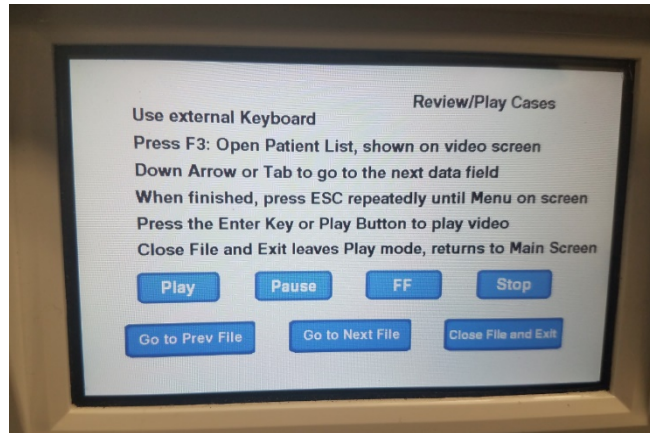 Review/Play Cases
Use external Keyboard
Press F3: Open Patient List, shown on video screen
Down Arrow or Tab to go to the next data field
When finished, press ESC repeatedly until Menu on screen
Press the Enter Key or Play Button to play video
Close File and Exit leaves Play mode, returns to Main Screen
Play Pause FF Stop
Go to Prev File Go to Next File Close File and Exit